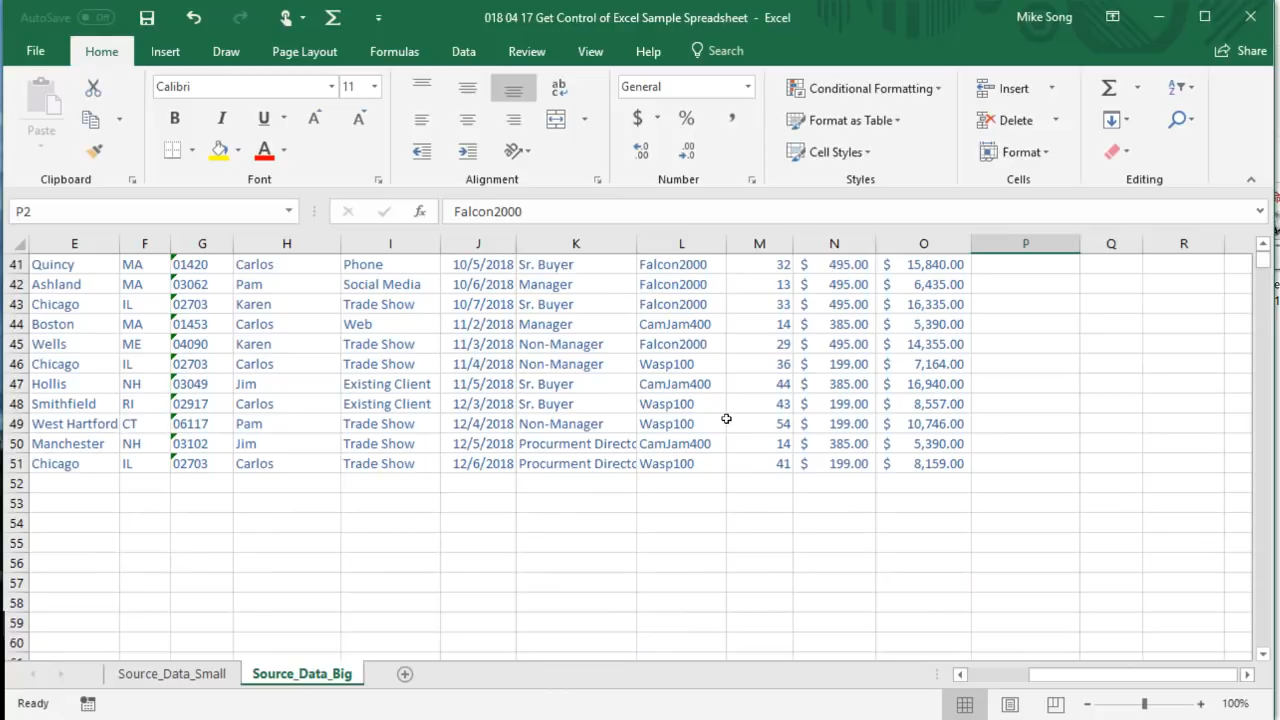 AutoSave Off 018 04 17 Get Control of Excel Sample Spreadsheet - Excel Mike Song
File Home Insert Draw Page Layout Formulas Data Review View Help Search Share
Calibri 11 General Conditional Formatting Insert
Paste B I U $ % , Format as Table Delete
Cell Styles Format
Clipboard Font Alignment Number Styles Cells Editing
P2 fx Falcon2000
E F G H I J K L M N O P Q R
41 Quincy MA 01420 Carlos Phone 10/5/2018 Sr. Buyer Falcon2000 32 $ 495.00 $ 15,840.00
42 Ashland MA 03062 Pam Social Media 10/6/2018 Manager Falcon2000 13 $ 495.00 $ 6,435.00
43 Chicago IL 02703 Karen Trade Show 10/7/2018 Sr. Buyer Falcon2000 33 $ 495.00 $ 16,335.00
44 Boston MA 01453 Carlos Web 11/2/2018 Manager CamJam400 14 $ 385.00 $ 5,390.00
45 Wells ME 04090 Karen Trade Show 11/3/2018 Non-Manager Falcon2000 29 $ 495.00 $ 14,355.00
46 Chicago IL 02703 Carlos Trade Show 11/4/2018 Non-Manager Wasp100 36 $ 199.00 $ 7,164.00
47 Hollis NH 03049 Jim Existing Client 11/5/2018 Sr. Buyer CamJam400 44 $ 385.00 $ 16,940.00
48 Smithfield RI 02917 Carlos Existing Client 12/3/2018 Sr. Buyer Wasp100 43 $ 199.00 $ 8,557.00
49 West Hartford CT 06117 Pam Trade Show 12/4/2018 Non-Manager Wasp100 54 $ 199.00 $ 10,746.00
50 Manchester NH 03102 Jim Trade Show 12/5/2018 Procurment Directo CamJam400 14 $ 385.00 $ 5,390.00
51 Chicago IL 02703 Carlos Trade Show 12/6/2018 Procurment Directo Wasp100 41 $ 199.00 $ 8,159.00
52
53
54
55
56
57
58
59
60
Source_Data_Small Source_Data_Big
Ready 100%